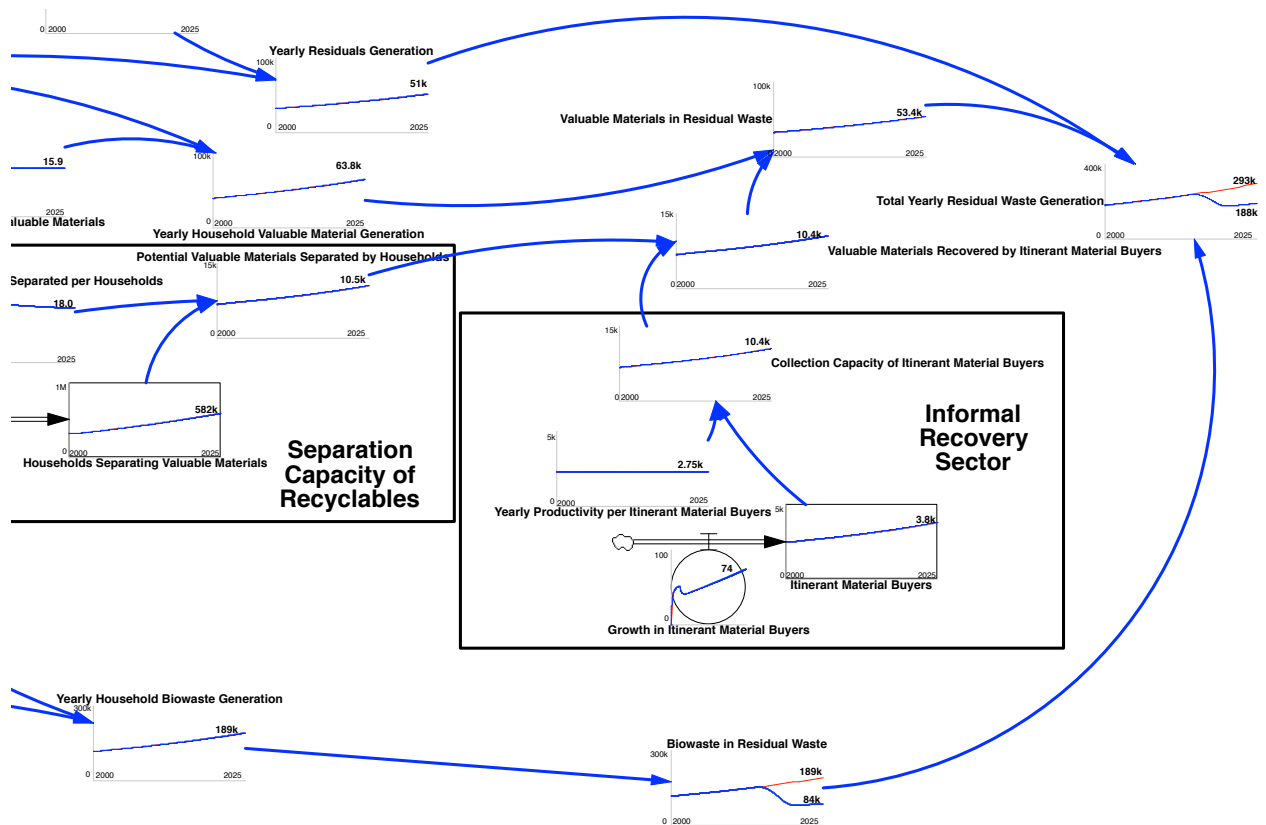 0 2000 2025
Yearly Residuals Generation
100k
51k
0 2000 2025
100k
Valuable Materials in Residual Waste
53.4k
0 2000 2025
15.9
2025
luable Materials
100k
63.8k
0 2000 2025
Yearly Household Valuable Material Generation
400k
Total Yearly Residual Waste Generation
293k
188k
0 2000 2025
15k
10.4k
0 2000 2025
Valuable Materials Recovered by Itinerant Material Buyers
Potential Valuable Materials Separated by Households
15k
10.5k
0 2000 2025
Separated per Households
18.0
2025
1M
582k
0 2000 2025
Households Separating Valuable Materials
Separation
Capacity of
Recyclables
15k
10.4k
0 2000 2025
Collection Capacity of Itinerant Material Buyers
Informal
Recovery
Sector
5k
2.75k
0 2000 2025
Yearly Productivity per Itinerant Material Buyers
5k
3.8k
0 2000 2025
Itinerant Material Buyers
100
74
0
Growth in Itinerant Material Buyers
Yearly Household Biowaste Generation
300k
189k
0 2000 2025
Biowaste in Residual Waste
300k
189k
84k
0 2000 2025